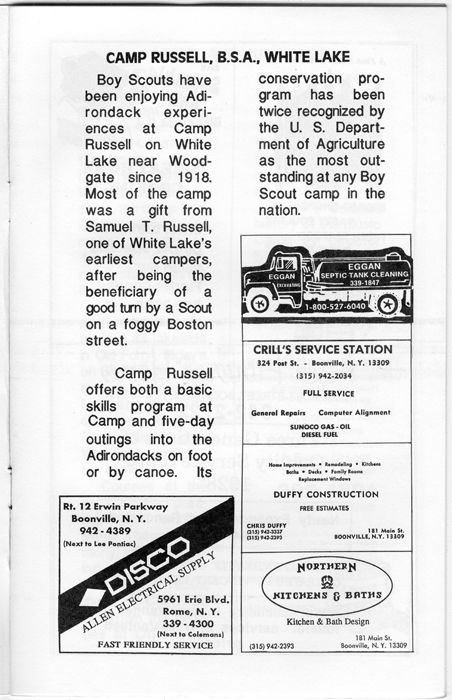 CAMP RUSSELL, B.S.A., WHITE LAKE
Boy Scouts have
been enjoying Adi-
rondack experi-
ences at Camp
Russell on White
Lake near Wood-
gate since 1918.
Most of the camp
was a gift from
Samuel T. Russell,
one of White Lake's
earliest campers,
after being the
beneficiary of a
good turn by a Scout
on a foggy Boston
street.
Camp Russell
offers both a basic
skills program at
Camp and five-day
outings into the
Adirondacks on foot
or by canoe. Its
conservation pro-
gram has been
twice recognized by
the U. S. Depart-
ment of Agriculture
as the most out-
standing at any Boy
Scout camp in the
nation.
EGGAN
EXCAVATING
EGGAN
SEPTIC TANK CLEANING
339-1847
1-800-527-6040
CRILL'S SERVICE STATION
324 Post St. - Boonville, N. Y. 13309
(315) 942-2034
FULL SERVICE
General Repairs Computer Alignment
SUNOCO GAS - OIL
DIESEL FUEL
Home Improvements • Remodeling • Kitchens
Baths • Decks • Family Rooms
Replacement Windows
DUFFY CONSTRUCTION
FREE ESTIMATES
CHRIS DUFFY
(315) 942-3337
(315) 942-2393
181 Main St.
BOONVILLE, N.Y. 13309
NORTHERN
KITCHENS & BATHS
Kitchen & Bath Design
(315) 942-2393
181 Main St.
Boonville, N. Y. 13309
Rt. 12 Erwin Parkway
Boonville, N. Y.
942 - 4389
(Next to Lee Pontiac)
DISCO
ALLEN ELECTRICAL SUPPLY
5961 Erie Blvd.
Rome, N. Y.
339 - 4300
(Next to Colemans)
FAST FRIENDLY SERVICE